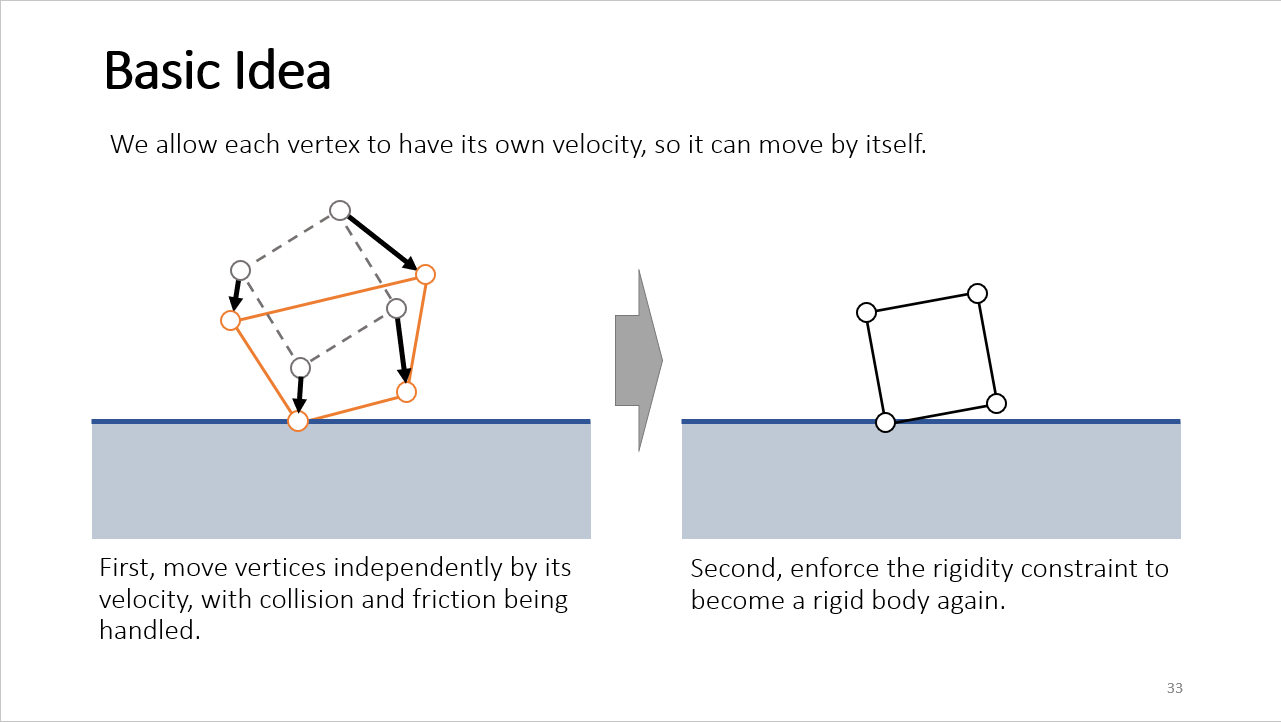 Basic Idea
We allow each vertex to have its own velocity, so it can move by itself.
First, move vertices independently by its
velocity, with collision and friction being
handled.
Second, enforce the rigidity constraint to
become a rigid body again.
33